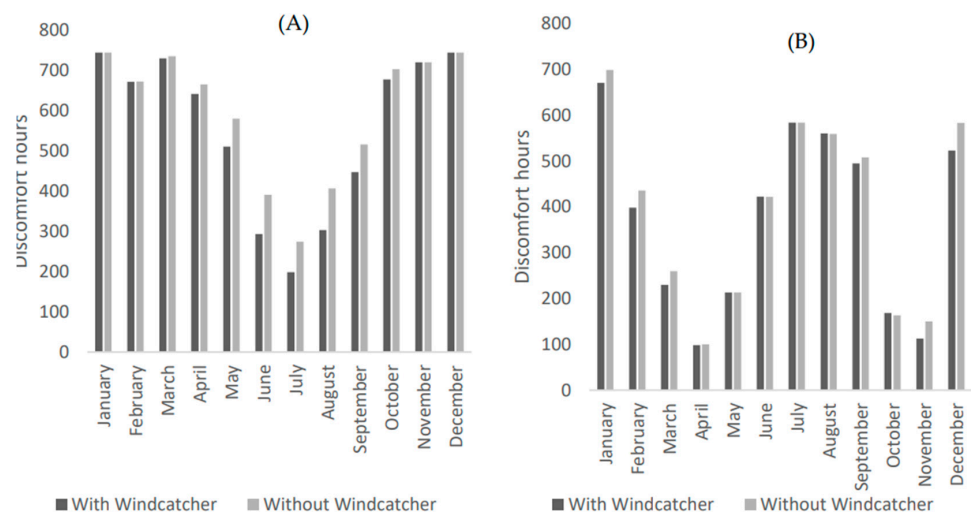 (A)
800
700
600
500
400
300
200
100
0
Discomfort hours
January
February
March
April
May
June
July
August
September
October
November
December
With Windcatcher
Without Windcatcher
(B)
800
700
600
500
400
300
200
100
0
Discomfort hours
January
February
March
April
May
June
July
August
September
October
November
December
With Windcatcher
Without Windcatcher